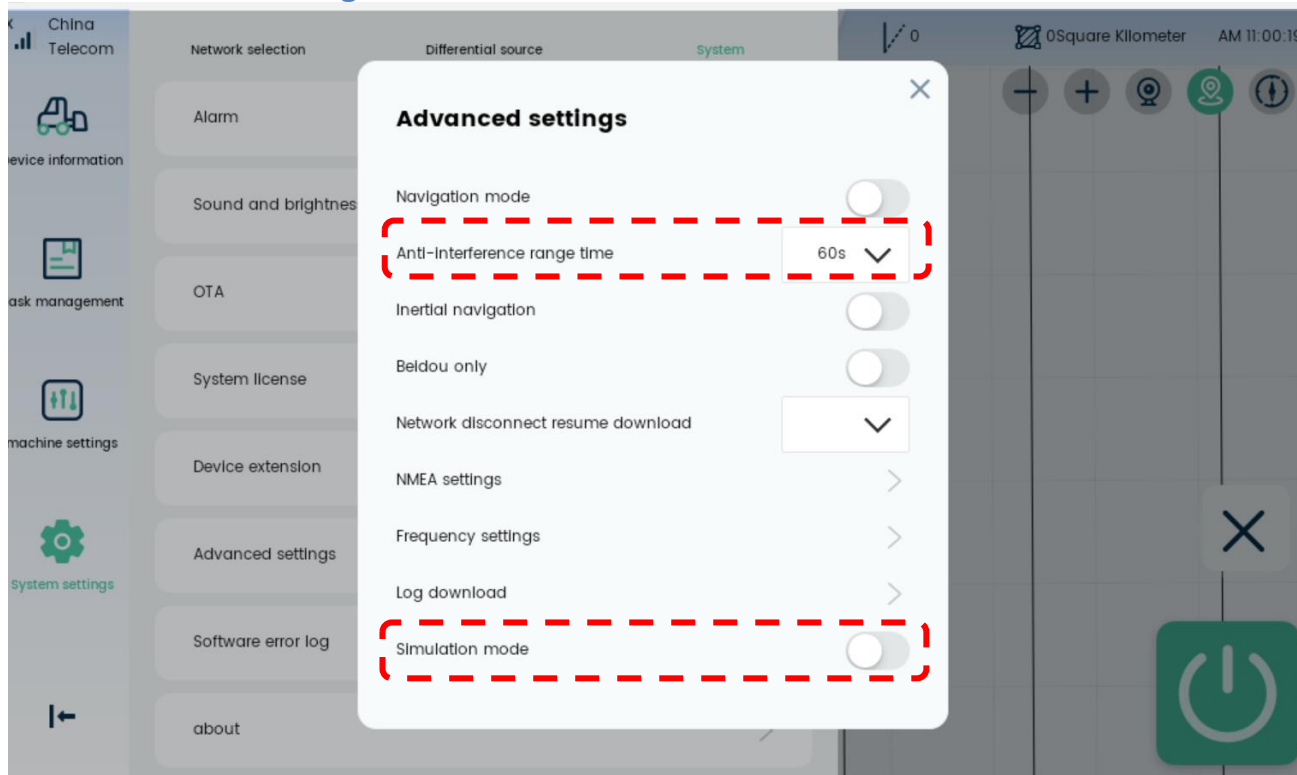 China
Telecom
Network selection
Differential source
System
0
0Square Kilometer
AM 11:00:19
Device information
Task management
machine settings
System settings
Alarm
Sound and brightnes
OTA
System license
Device extension
Advanced settings
Software error log
about
Advanced settings
Navigation mode
Anti-interference range time
60s
Inertial navigation
Beidou only
Network disconnect resume download
NMEA settings
Frequency settings
Log download
Simulation mode